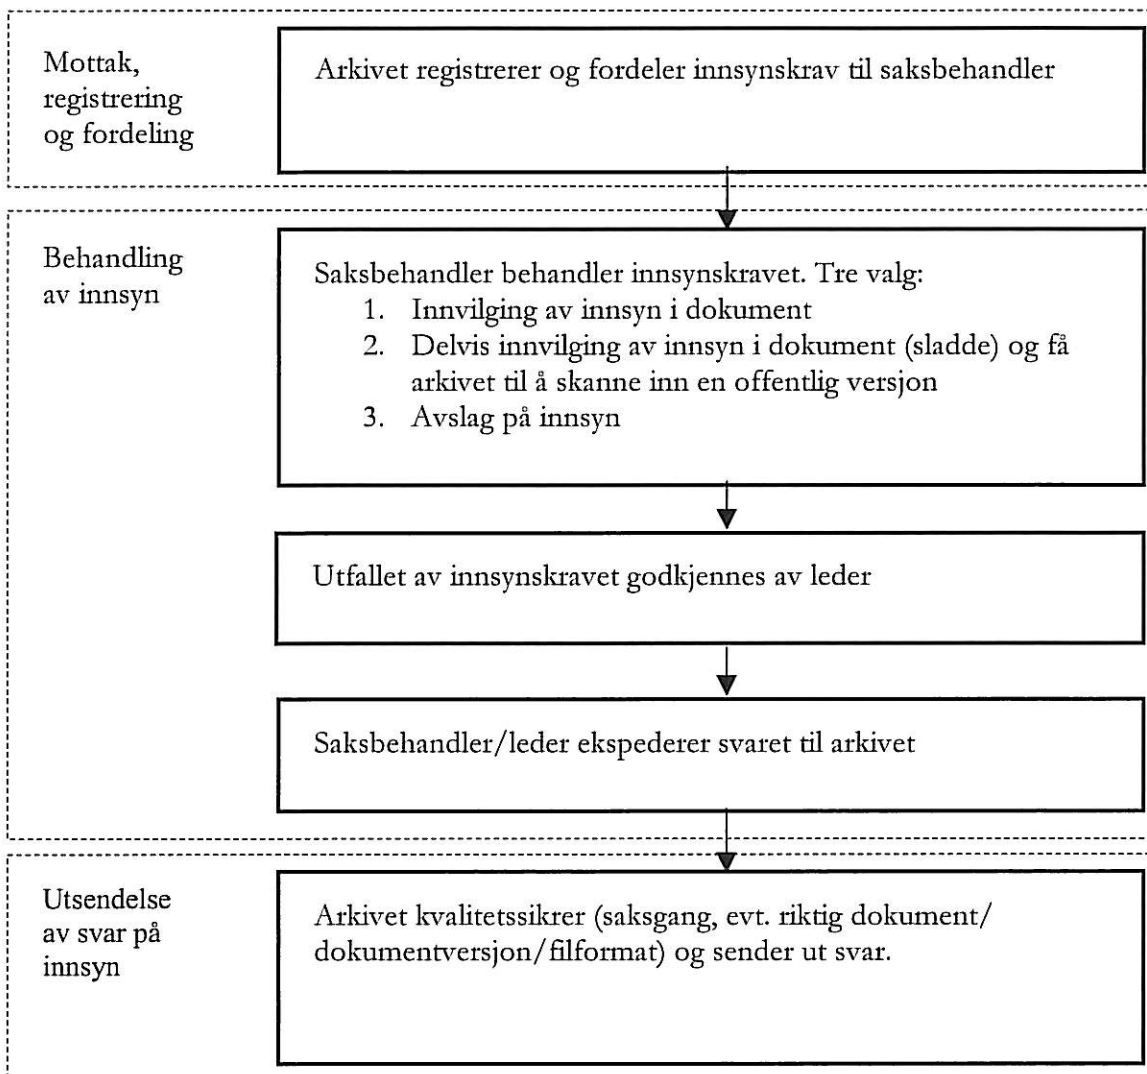 Mottak,
registrering
og fordeling
Arkivet registrerer og fordeler innsynskrav til saksbehandler
Behandling
av innsyn
Saksbehandler behandler innsynskravet. Tre valg:
1. Innvilging av innsyn i dokument
2. Delvis innvilging av innsyn i dokument (sladde) og få
arkivet til å skanne inn en offentlig versjon
3. Avslag på innsyn
Utfallet av innsynskravet godkjennes av leder
Saksbehandler/leder ekspederer svaret til arkivet
Utsendelse
av svar på
innsyn
Arkivet kvalitetssikrer (saksgang, evt. riktig dokument/
dokumentversjon/filformat) og sender ut svar.